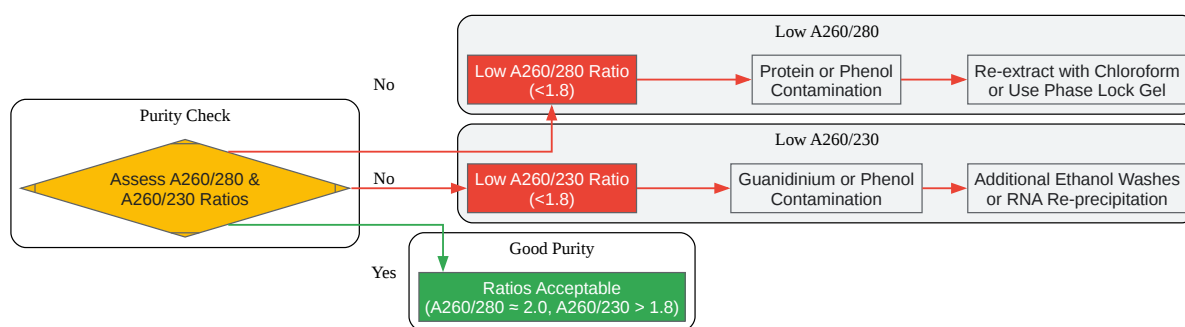 Low A260/280
Low A260/280 Ratio
(<1.8)
Protein or Phenol
Contamination
Re-extract with Chloroform
or Use Phase Lock Gel
No
Purity Check
Assess A260/280 &
A260/230 Ratios
No
Low A260/230
Low A260/230 Ratio
(<1.8)
Guanidinium or Phenol
Contamination
Additional Ethanol Washes
or RNA Re-precipitation
Yes
Good Purity
Ratios Acceptable
(A260/280 ≈ 2.0, A260/230 > 1.8)